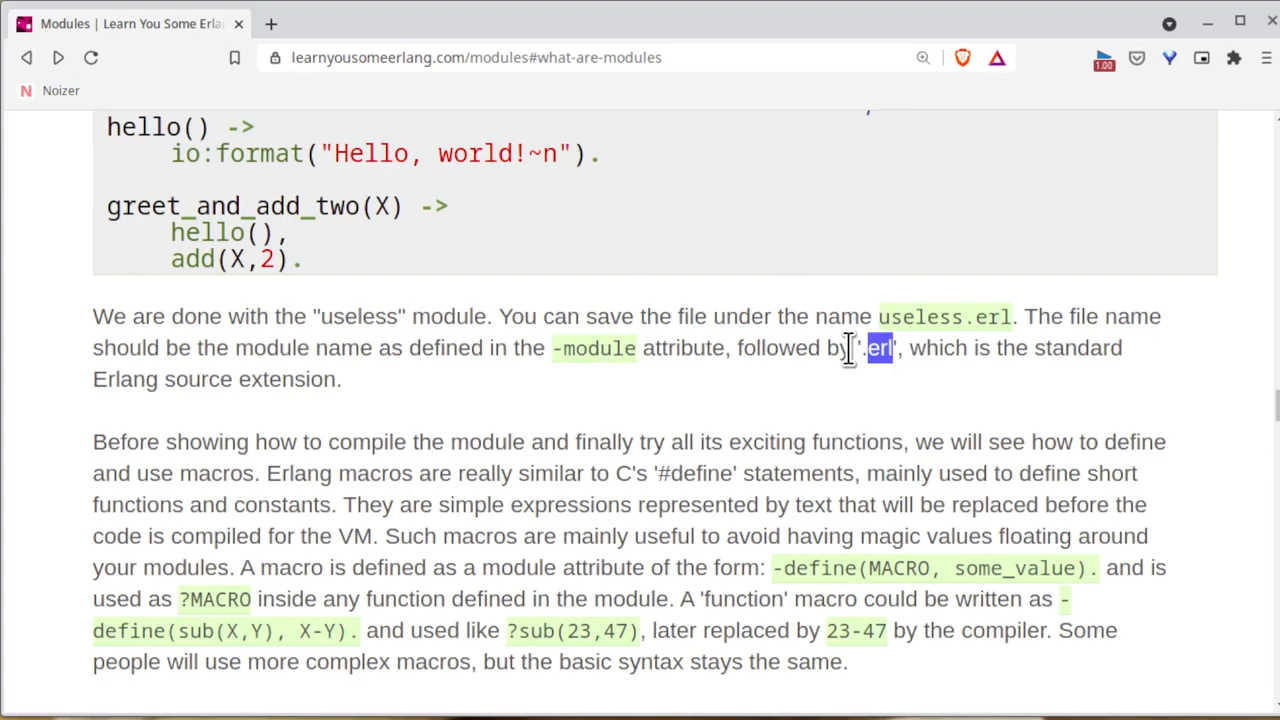 Modules | Learn You Some Erla
learnyousomeerlang.com/modules#what-are-modules
1.00
N Noizer
hello() ->
io:format("Hello, world!~n").
greet_and_add_two(X) ->
hello(),
add(X,2).
We are done with the "useless" module. You can save the file under the name useless.erl. The file name
should be the module name as defined in the -module attribute, followed by '.erl', which is the standard
Erlang source extension.
Before showing how to compile the module and finally try all its exciting functions, we will see how to define
and use macros. Erlang macros are really similar to C's '#define' statements, mainly used to define short
functions and constants. They are simple expressions represented by text that will be replaced before the
code is compiled for the VM. Such macros are mainly useful to avoid having magic values floating around
your modules. A macro is defined as a module attribute of the form: -define(MACRO, some_value). and is
used as ?MACRO inside any function defined in the module. A 'function' macro could be written as -
define(sub(X,Y), X-Y). and used like ?sub(23,47), later replaced by 23-47 by the compiler. Some
people will use more complex macros, but the basic syntax stays the same.